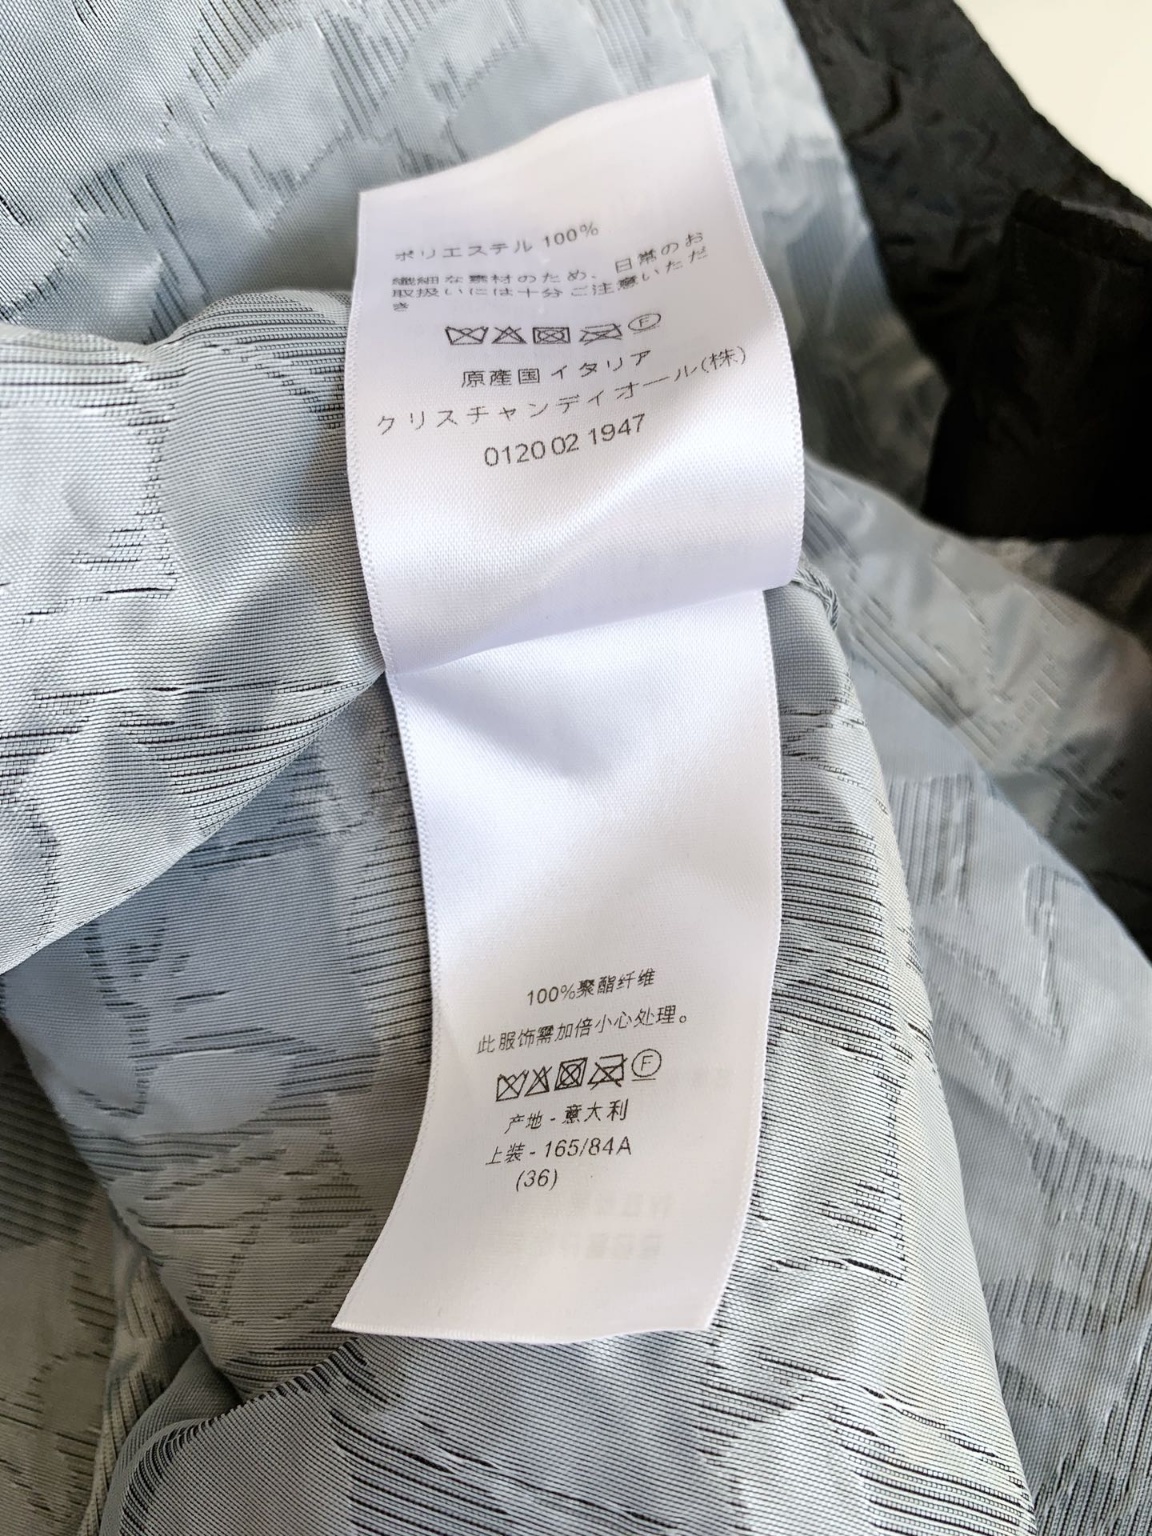 ポリエステル 100%
繊細な素材のため、日常のお
取扱いには十分ご注意いただ
き
F
原産国 イタリア
クリスチャンディオール(株)
0120 02 1947
100%聚酯纤维
此服饰需加倍小心处理。
F
产地 - 意大利
上装 - 165/84A
(36)